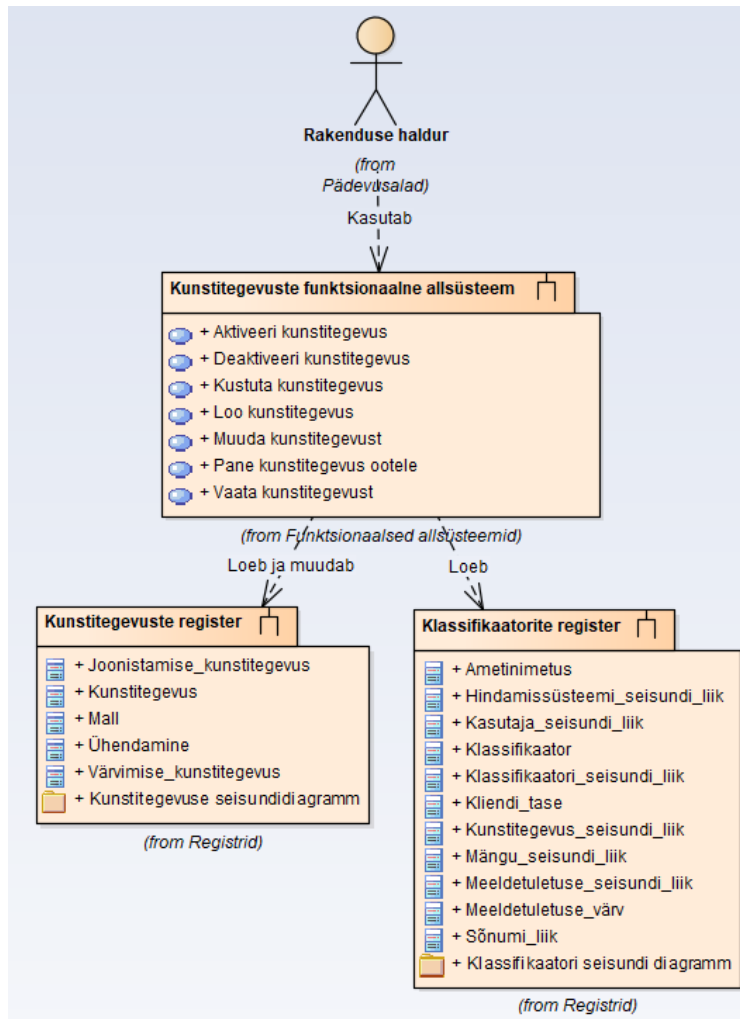 Rakenduse haldur
(from
Pädevusalad)
Kasutab
Kunstitegevuste funktsionaalne allsüsteem
+ Aktiveeri kunstitegevus
+ Deaktiveeri kunstitegevus
+ Kustuta kunstitegevus
+ Loo kunstitegevus
+ Muuda kunstitegevust
+ Pane kunstitegevus ootele
+ Vaata kunstitegevust
(from Funktsionaalsed allsüsteemid)
Loeb ja muudab
Loeb
Kunstitegevuste register
+ Joonistamise_kunstitegevus
+ Kunstitegevus
+ Mall
+ Ühendamine
+ Värvimise_kunstitegevus
+ Kunstitegevuse seisundidiagramm
(from Registrid)
Klassifikaatorite register
+ Ametinimetus
+ Hindamissüsteemi_seisundi_liik
+ Kasutaja_seisundi_liik
+ Klassifikaator
+ Klassifikaatori_seisundi_liik
+ Kliendi_tase
+ Kunstitegevus_seisundi_liik
+ Mängu_seisundi_liik
+ Meeldetuletuse_seisundi_liik
+ Meeldetuletuse_värv
+ Sõnumi_liik
+ Klassifikaatori seisundi diagramm
(from Registrid)